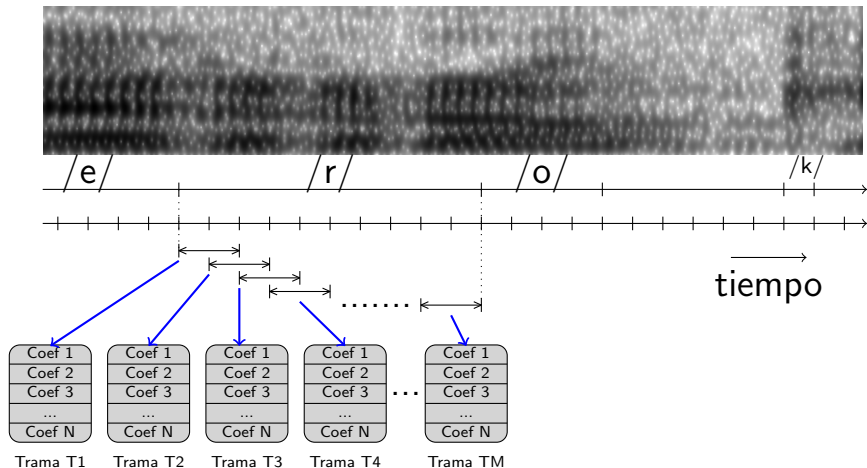 /e/ /r/ /o/ /k/
tiempo
Coef 1 Coef 1 Coef 1 Coef 1 Coef 1
Coef 2 Coef 2 Coef 2 Coef 2 Coef 2
Coef 3 Coef 3 Coef 3 Coef 3 ... Coef 3
... ... ... ... ...
Coef N Coef N Coef N Coef N Coef N
Trama T1 Trama T2 Trama T3 Trama T4 Trama TM